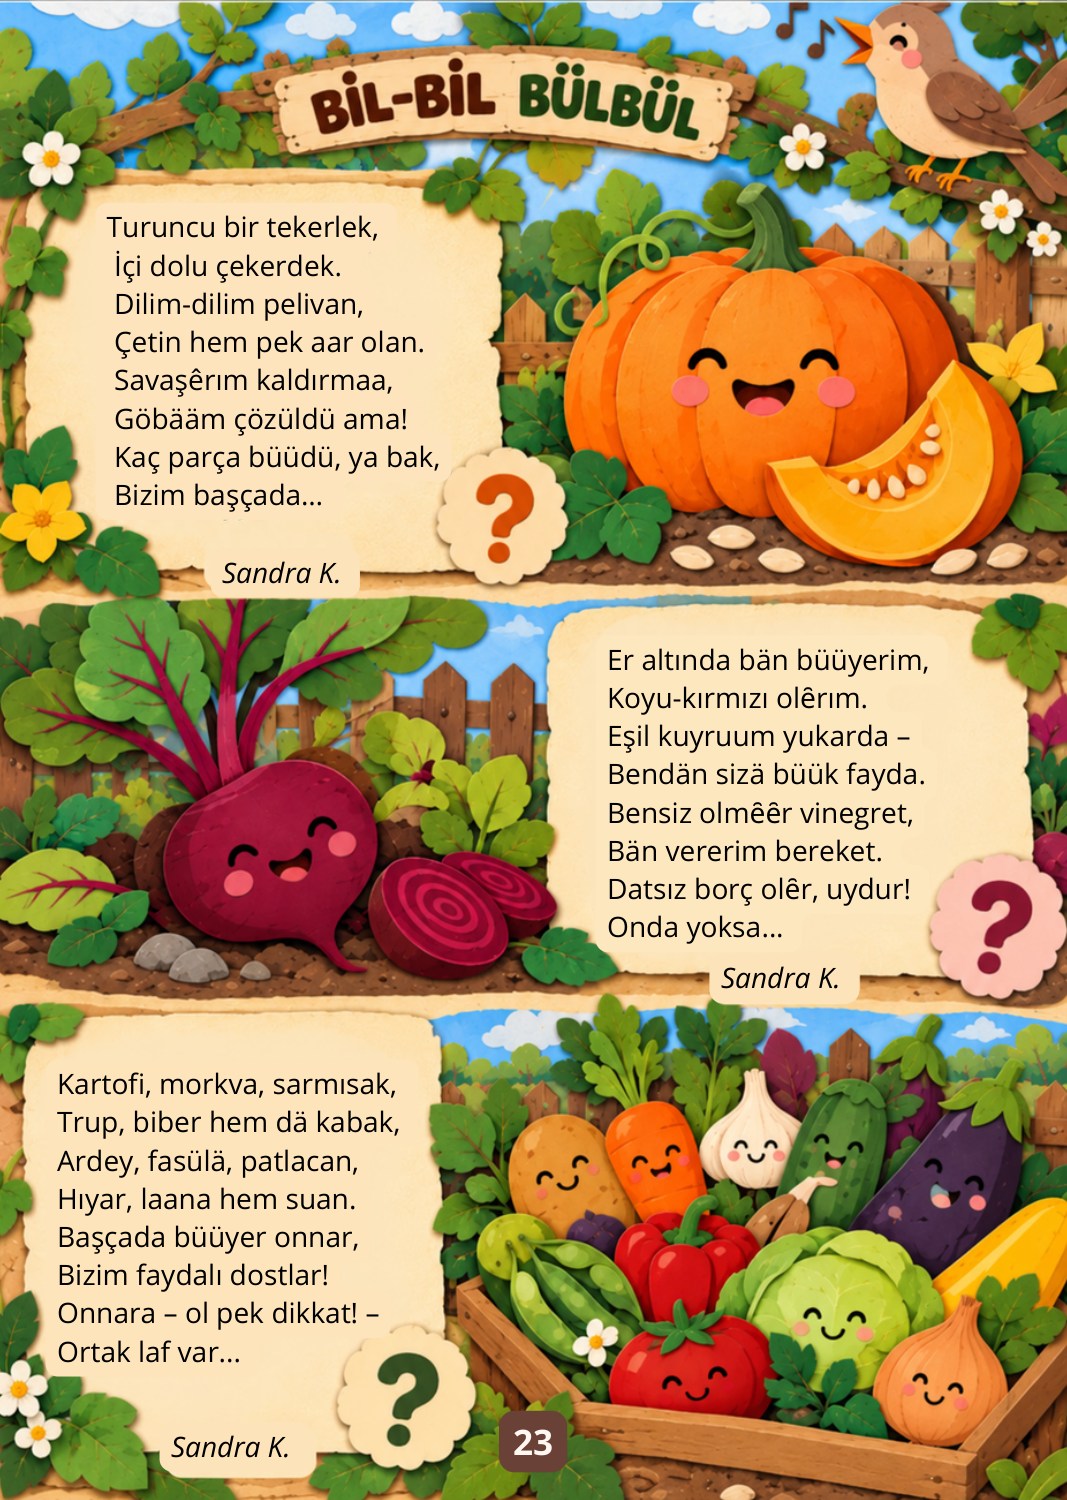 BİL-BİL BÜLBÜL
Turuncu bir tekerlek,
İçi dolu çekerdek.
Dilim-dilim pelivan,
Çetin hem pek aar olan.
Savaşêrım kaldırmaa,
Göbääm çözüldü ama!
Kaç parça büüdü, ya bak,
Bizim başçada...
?
Sandra K.
Er altında bän büüyerim,
Koyu-kırmızı olêrım.
Eşil kuyruum yukarda –
Bendän sizä büük fayda.
Bensiz olmêêr vinegret,
Bän vererim bereket.
Datsız borç olêr, uydur!
Onda yoksa...
?
Sandra K.
Kartofi, morkva, sarmısak,
Trup, biber hem dä kabak,
Ardey, fasülä, patlacan,
Hıyar, laana hem suan.
Başçada büüyer onnar,
Bizim faydalı dostlar!
Onnara – ol pek dikkat! –
Ortak laf var...
?
Sandra K.
23